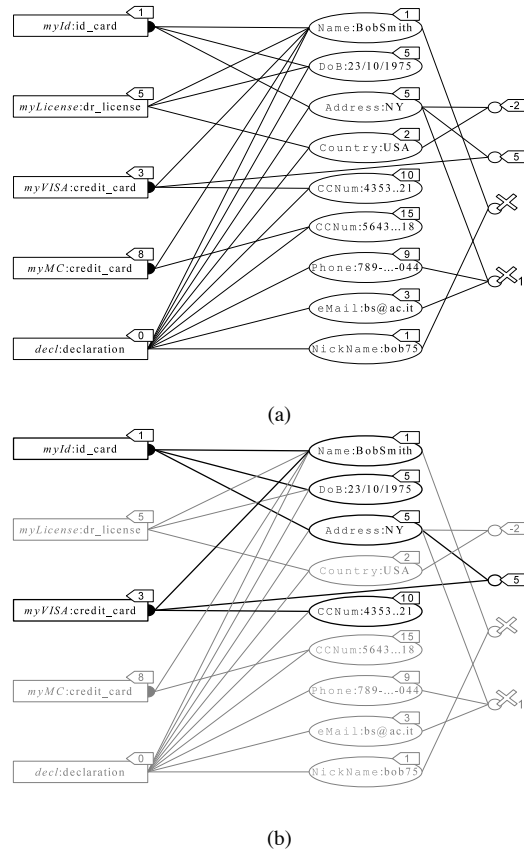 1
myId:id_card
1
Name:BobSmith
5
DoB:23/10/1975
5
myLicense:dr_license
5
Address:NY
-2
2
Country:USA
5
3
myVISA:credit_card
10
CCNum:4353...21
15
CCNum:5643...18
8
myMC:credit_card
9
Phone:789-...-044
1
3
eMail:bs@ac.it
0
decl:declaration
1
NickName:bob75
(a)
1
myId:id_card
1
Name:BobSmith
5
DoB:23/10/1975
5
myLicense:dr_license
5
Address:NY
-2
2
Country:USA
5
3
myVISA:credit_card
10
CCNum:4353...21
15
CCNum:5643...18
8
myMC:credit_card
9
Phone:789-...-044
1
3
eMail:bs@ac.it
0
decl:declaration
1
NickName:bob75
(b)